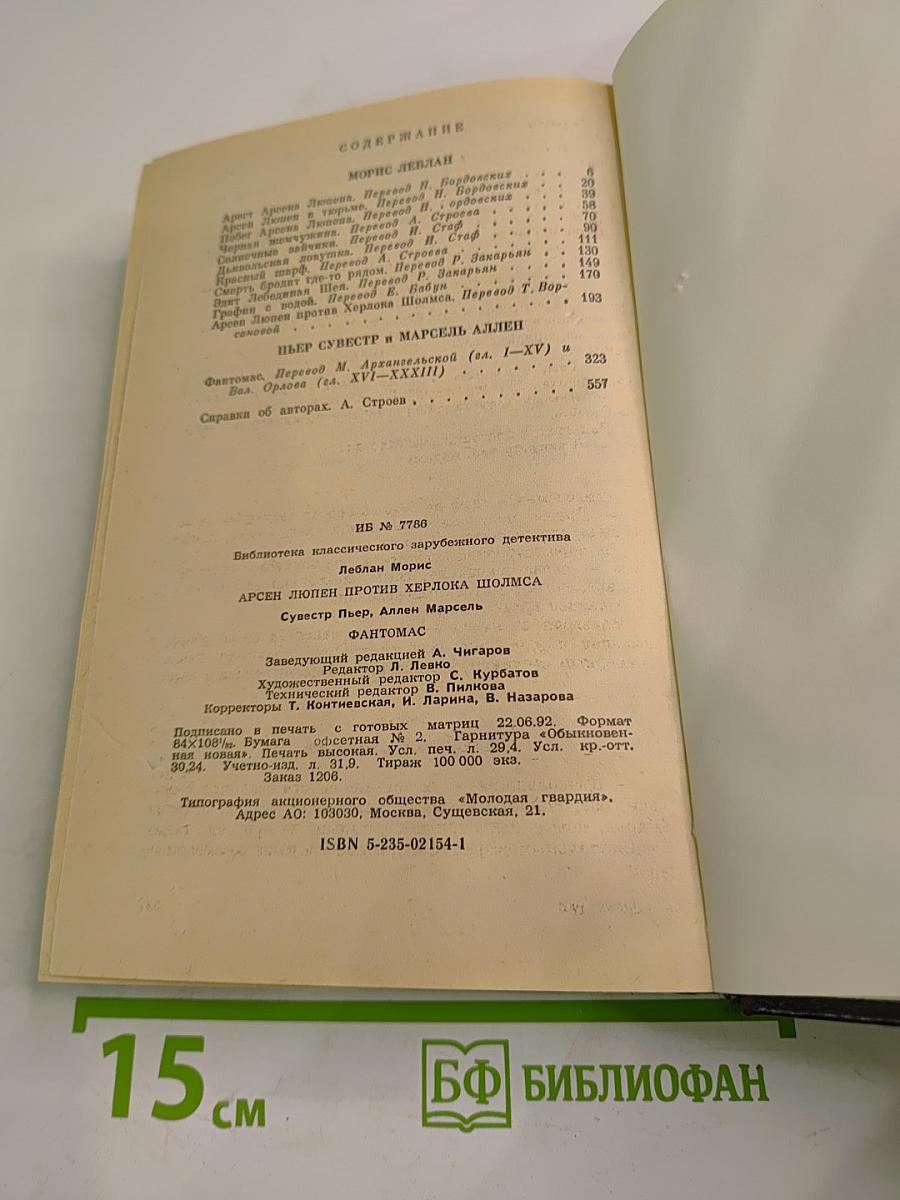 СОДЕРЖАНИЕ
МОРИС ЛЕБЛАН
Арест Арсена Люпена. Перевод Н. Бордовских . . . 6
Арсен Люпен в тюрьме. Перевод Н. Бордовских . . 20
Побег Арсена Люпена. Перевод Н. ордовских . . . 39
Черная жемчужина. Перевод А. Строева . . . . . 58
Солнечные зайчики. Перевод И. Стаф . . . . . . 70
Дьявольская ловушка. Перевод И. Стаф . . . . . 90
Красный шарф. Перевод А. Строева . . . . . . . 111
Смерть бродит где-то рядом. Перевод Р. Закарьян . . 130
Эдит Лебединая Шея. Перевод Р. Закарьян . . . . 149
Графин с водой. Перевод Е. Бабун . . . . . . . 170
Арсен Люпен против Херлока Шолмса. Перевод Т. Вор-
сановой . . . . . . . . . . . . . . . 193
ПЬЕР СУВЕСТР и МАРСЕЛЬ АЛЛЕН
Фантомас. Перевод М. Архангельской (гл. I—XV) и
Вал. Орлова (гл. XVI—XXXIII) . . . . . . . 323
Справки об авторах. А. Строев . . . . . . . . . . 557
ИБ № 7786
Библиотека классического зарубежного детектива
Леблан Морис
АРСЕН ЛЮПЕН ПРОТИВ ХЕРЛОКА ШОЛМСА
Сувестр Пьер, Аллен Марсель
ФАНТОМАС
Заведующий редакцией А. Чигаров
Редактор Л. Левко
Художественный редактор С. Курбатов
Технический редактор В. Пилкова
Корректоры Т. Контиевская, И. Ларина, В. Назарова
Подписано в печать с готовых матриц 22.06.92. Формат
84×108¹/₃₂. Бумага офсетная № 2. Гарнитура «Обыкновен-
ная новая». Печать высокая. Усл. печ. л. 29,4. Усл. кр.-отт.
30,24. Учетно-изд. л. 31,9. Тираж 100 000 экз.
Заказ 1206.
Типография акционерного общества «Молодая гвардия».
Адрес АО: 103030, Москва, Сущевская, 21.
ISBN 5-235-02154-1
15 см
БФ БИБЛИОФАН